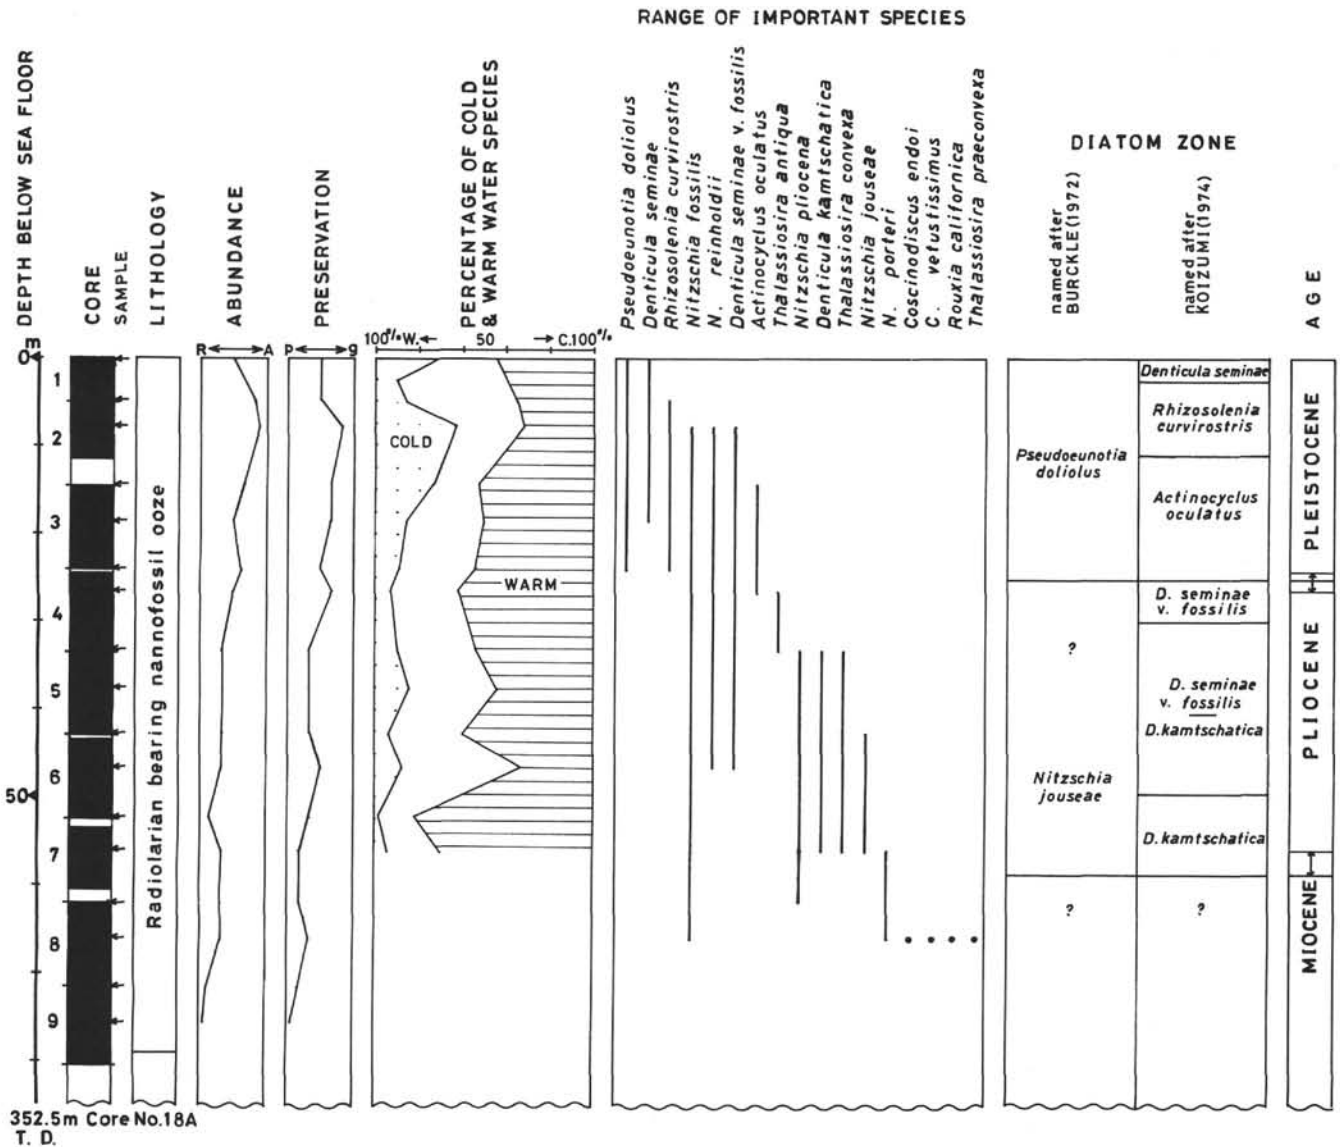 RANGE OF IMPORTANT SPECIES
DEPTH BELOW SEA FLOOR
m
CORE
SAMPLE
LITHOLOGY
ABUNDANCE
PRESERVATION
PERCENTAGE OF COLD
& WARM WATER SPECIES
Pseudoeunotia doliolus
Denticula seminae
Rhizosolenia curvirostris
Nitzschia fossilis
N. reinholdii
Denticula seminae v. fossilis
Actinocyclus oculatus
Thalassiosira antiqua
Nitzschia pliocena
Denticula kamtschatica
Thalassiosira convexa
Nitzschia jouseae
N. porteri
Coscinodiscus endoi
C. vetustissimus
Rouxia californica
Thalassiosira praeconvexa
DIATOM ZONE
named after
BURCKLE(1972)
named after
KOIZUMI(1974)
AGE
R A
P g
100% W. 50 C.100%
0
50
1
2
3
4
5
6
7
8
9
Radiolarian bearing nannofossil ooze
COLD
WARM
Pseudoeunotia
doliolus
?
Nitzschia
jouseae
?
Denticula seminae
Rhizosolenia
curvirostris
Actinocyclus
oculatus
D. seminae
v. fossilis
D. seminae
v. fossilis
D.kamtschatica
D.kamtschatica
?
PLEISTOCENE
PLIOCENE
MIOCENE
352.5m Core No.18A
T. D.